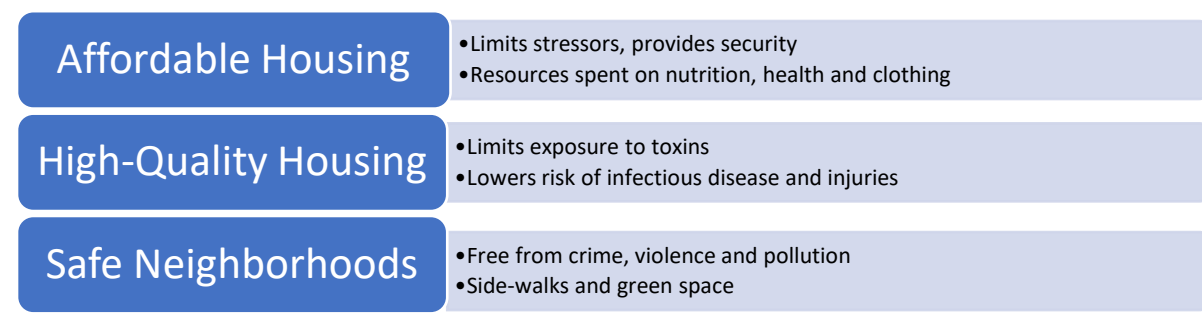 Affordable Housing
•Limits stressors, provides security
•Resources spent on nutrition, health and clothing
High-Quality Housing
•Limits exposure to toxins
•Lowers risk of infectious disease and injuries
Safe Neighborhoods
•Free from crime, violence and pollution
•Side-walks and green space